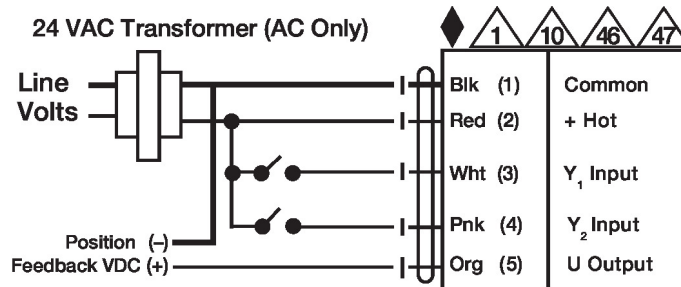 24 VAC Transformer (AC Only)
1 10 46 47
Line
Volts
Blk (1) Common
Red (2) + Hot
Wht (3) Y1 Input
Pnk (4) Y2 Input
Position (–)
Feedback VDC (+)
Org (5) U Output